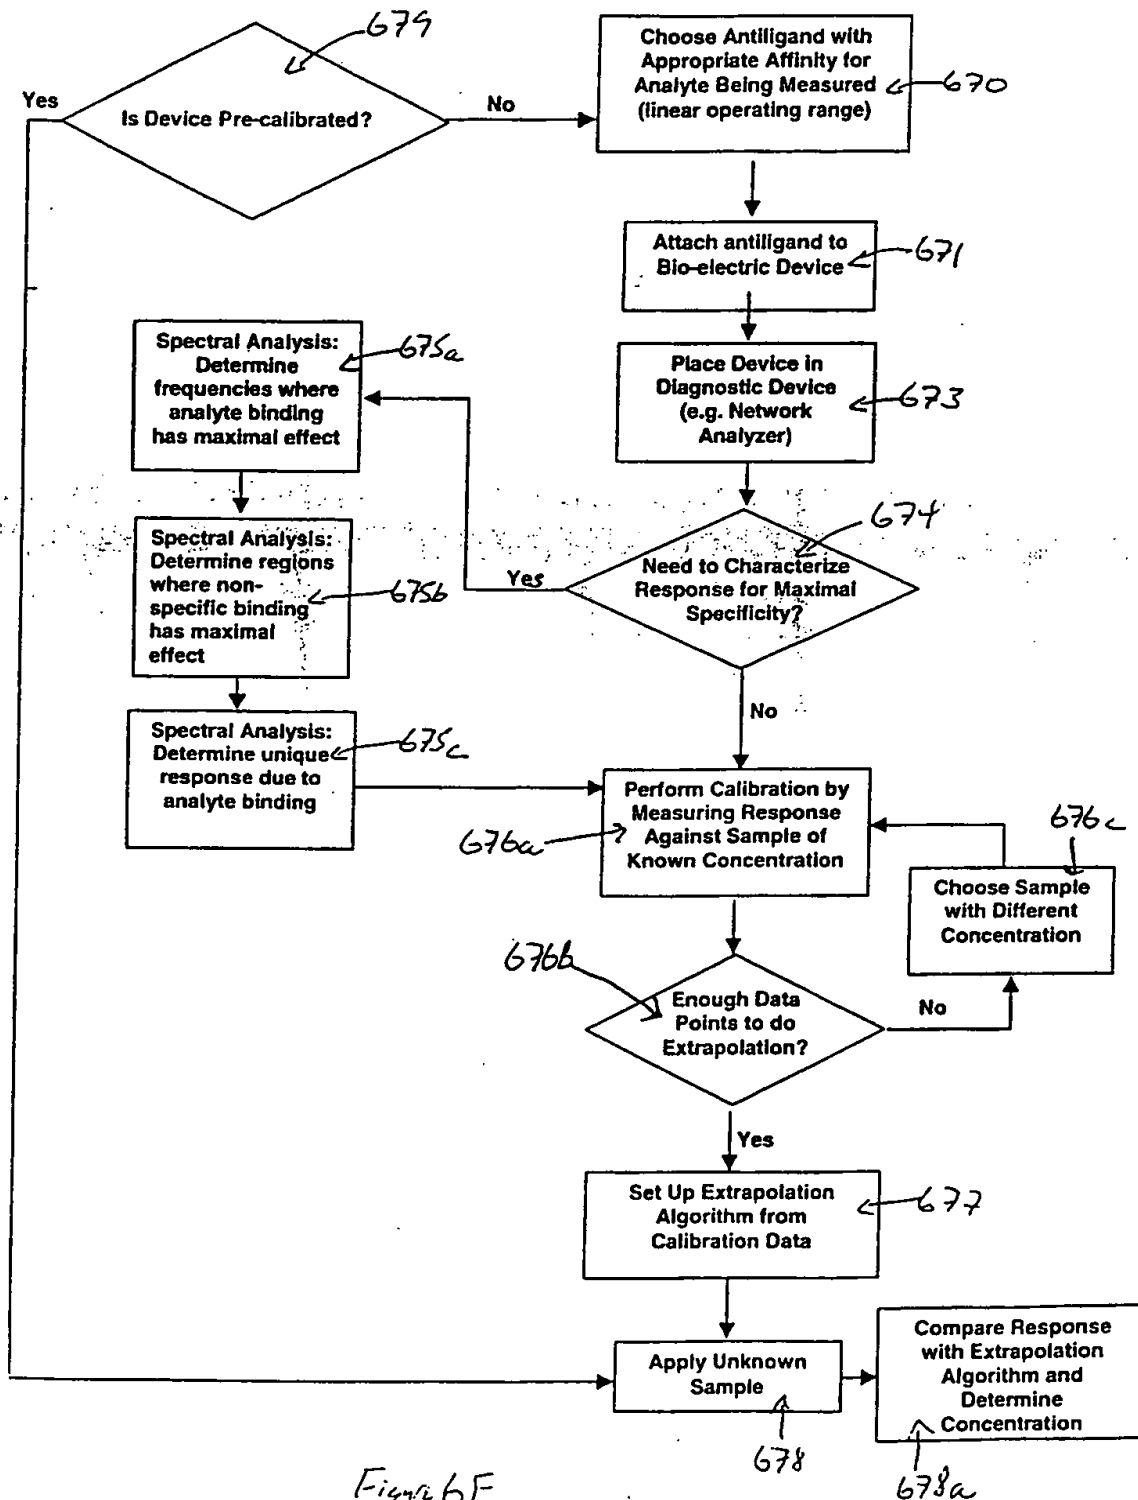 679
Yes
Is Device Pre-calibrated?
No
Choose Antiligand with
Appropriate Affinity for
Analyte Being Measured
(linear operating range)
670
Attach antiligand to
Bio-electric Device
671
Place Device in
Diagnostic Device
(e.g. Network
Analyzer)
673
Need to Characterize
Response for Maximal
Specificity?
674
Yes
No
Spectral Analysis:
Determine
frequencies where
analyte binding
has maximal effect
675a
Spectral Analysis:
Determine regions
where non-
specific binding
has maximal
effect
675b
Spectral Analysis:
Determine unique
response due to
analyte binding
675c
Perform Calibration by
Measuring Response
Against Sample of
Known Concentration
676a
676c
Choose Sample
with Different
Concentration
676b
Enough Data
Points to do
Extrapolation?
No
Yes
Set Up Extrapolation
Algorithm from
Calibration Data
677
Apply Unknown
Sample
678
Compare Response
with Extrapolation
Algorithm and
Determine
Concentration
678a
Figure 6F